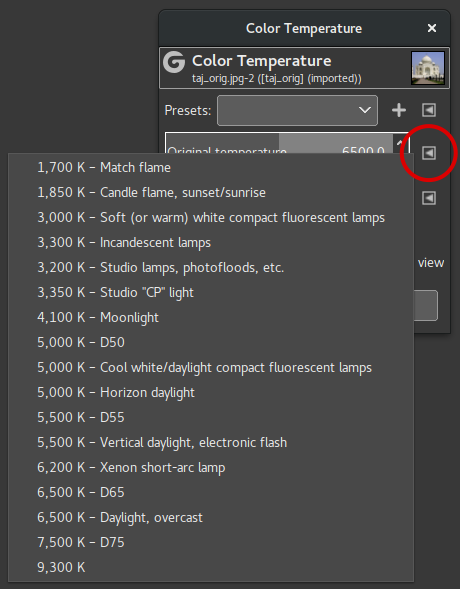 Color Temperature
Color Temperature
taj_orig.jpg-2 ([taj_orig] (imported))
Presets:
Original temperature 6500.0
1,700 K – Match flame
1,850 K – Candle flame, sunset/sunrise
3,000 K – Soft (or warm) white compact fluorescent lamps
3,300 K – Incandescent lamps
3,200 K – Studio lamps, photofloods, etc.
3,350 K – Studio "CP" light
4,100 K – Moonlight
5,000 K – D50
5,000 K – Cool white/daylight compact fluorescent lamps
5,000 K – Horizon daylight
5,500 K – D55
5,500 K – Vertical daylight, electronic flash
6,200 K – Xenon short-arc lamp
6,500 K – D65
6,500 K – Daylight, overcast
7,500 K – D75
9,300 K
view